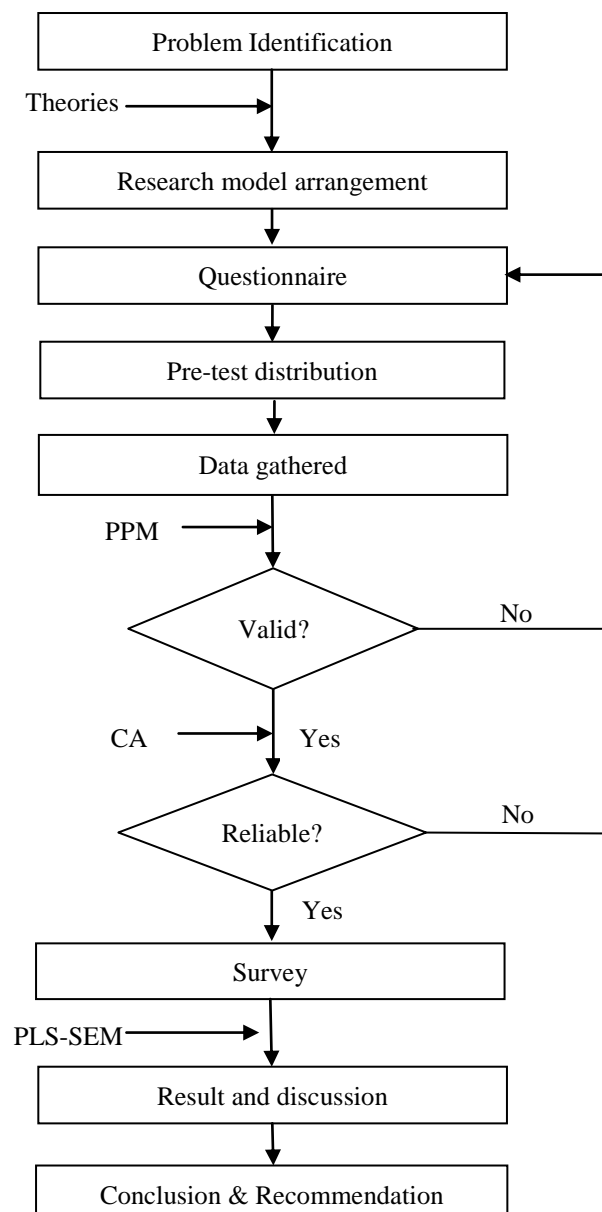 Problem Identification
Theories
Research model arrangement
Questionnaire
Pre-test distribution
Data gathered
PPM
Valid?
No
CA
Yes
Reliable?
No
Yes
Survey
PLS-SEM
Result and discussion
Conclusion & Recommendation